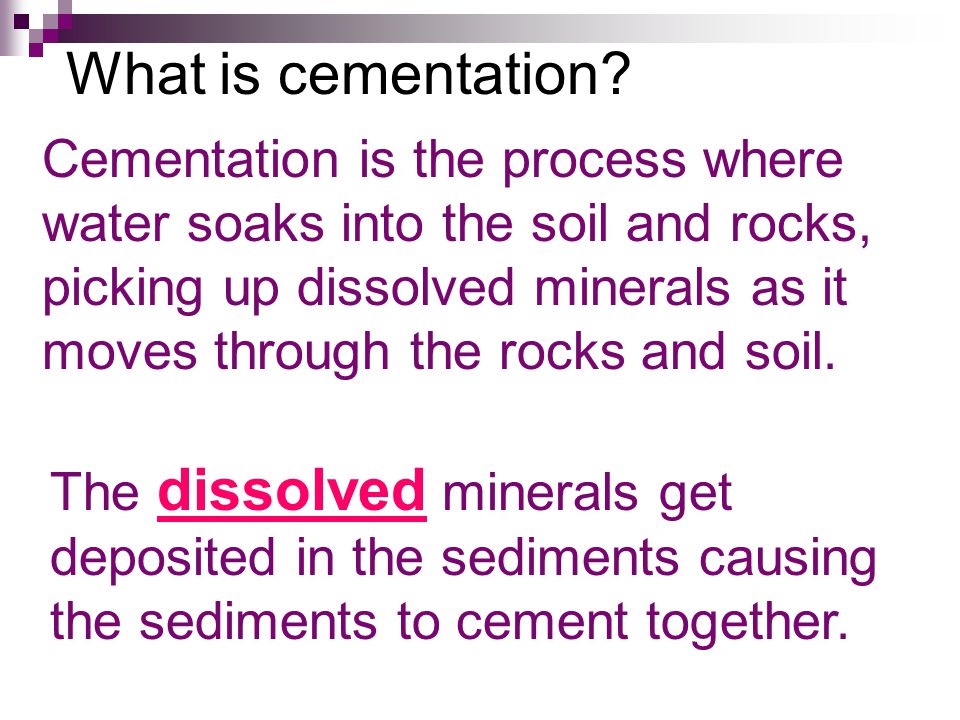 What is cementation?
Cementation is the process where
water soaks into the soil and rocks,
picking up dissolved minerals as it
moves through the rocks and soil.
The dissolved minerals get
deposited in the sediments causing
the sediments to cement together.